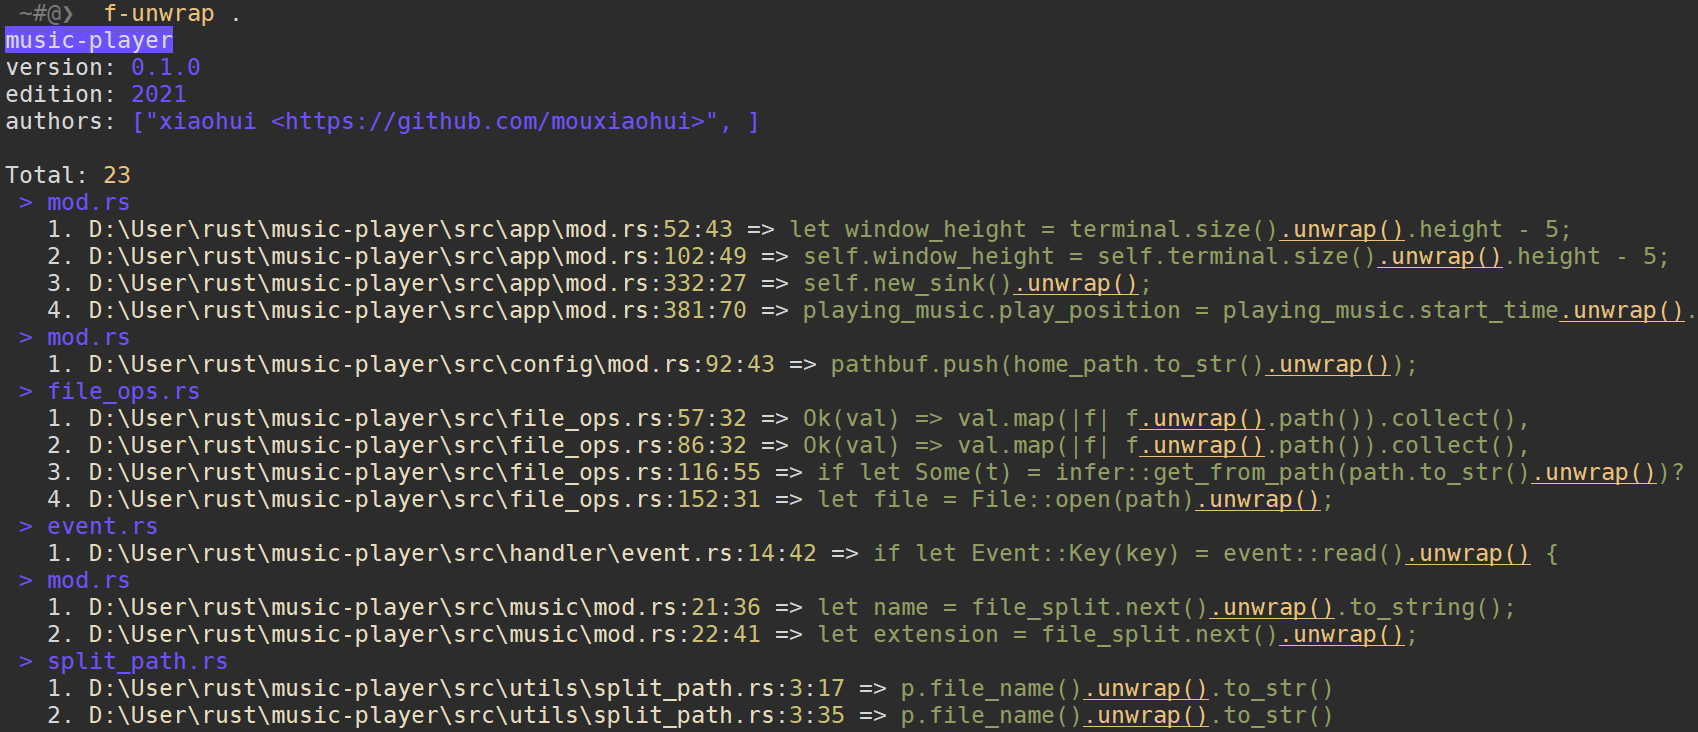 ~#@❯ f-unwrap .
music-player
version: 0.1.0
edition: 2021
authors: ["xiaohui <https://github.com/mouxiaohui>", ]
Total: 23
> mod.rs
1. D:\User\rust\music-player\src\app\mod.rs:52:43 => let window_height = terminal.size().unwrap().height - 5;
2. D:\User\rust\music-player\src\app\mod.rs:102:49 => self.window_height = self.terminal.size().unwrap().height - 5;
3. D:\User\rust\music-player\src\app\mod.rs:332:27 => self.new_sink().unwrap();
4. D:\User\rust\music-player\src\app\mod.rs:381:70 => playing_music.play_position = playing_music.start_time.unwrap().
> mod.rs
1. D:\User\rust\music-player\src\config\mod.rs:92:43 => pathbuf.push(home_path.to_str().unwrap());
> file_ops.rs
1. D:\User\rust\music-player\src\file_ops.rs:57:32 => Ok(val) => val.map(|f| f.unwrap().path()).collect(),
2. D:\User\rust\music-player\src\file_ops.rs:86:32 => Ok(val) => val.map(|f| f.unwrap().path()).collect(),
3. D:\User\rust\music-player\src\file_ops.rs:116:55 => if let Some(t) = infer::get_from_path(path.to_str().unwrap())?
4. D:\User\rust\music-player\src\file_ops.rs:152:31 => let file = File::open(path).unwrap();
> event.rs
1. D:\User\rust\music-player\src\handler\event.rs:14:42 => if let Event::Key(key) = event::read().unwrap() {
> mod.rs
1. D:\User\rust\music-player\src\music\mod.rs:21:36 => let name = file_split.next().unwrap().to_string();
2. D:\User\rust\music-player\src\music\mod.rs:22:41 => let extension = file_split.next().unwrap();
> split_path.rs
1. D:\User\rust\music-player\src\utils\split_path.rs:3:17 => p.file_name().unwrap().to_str()
2. D:\User\rust\music-player\src\utils\split_path.rs:3:35 => p.file_name().unwrap().to_str()